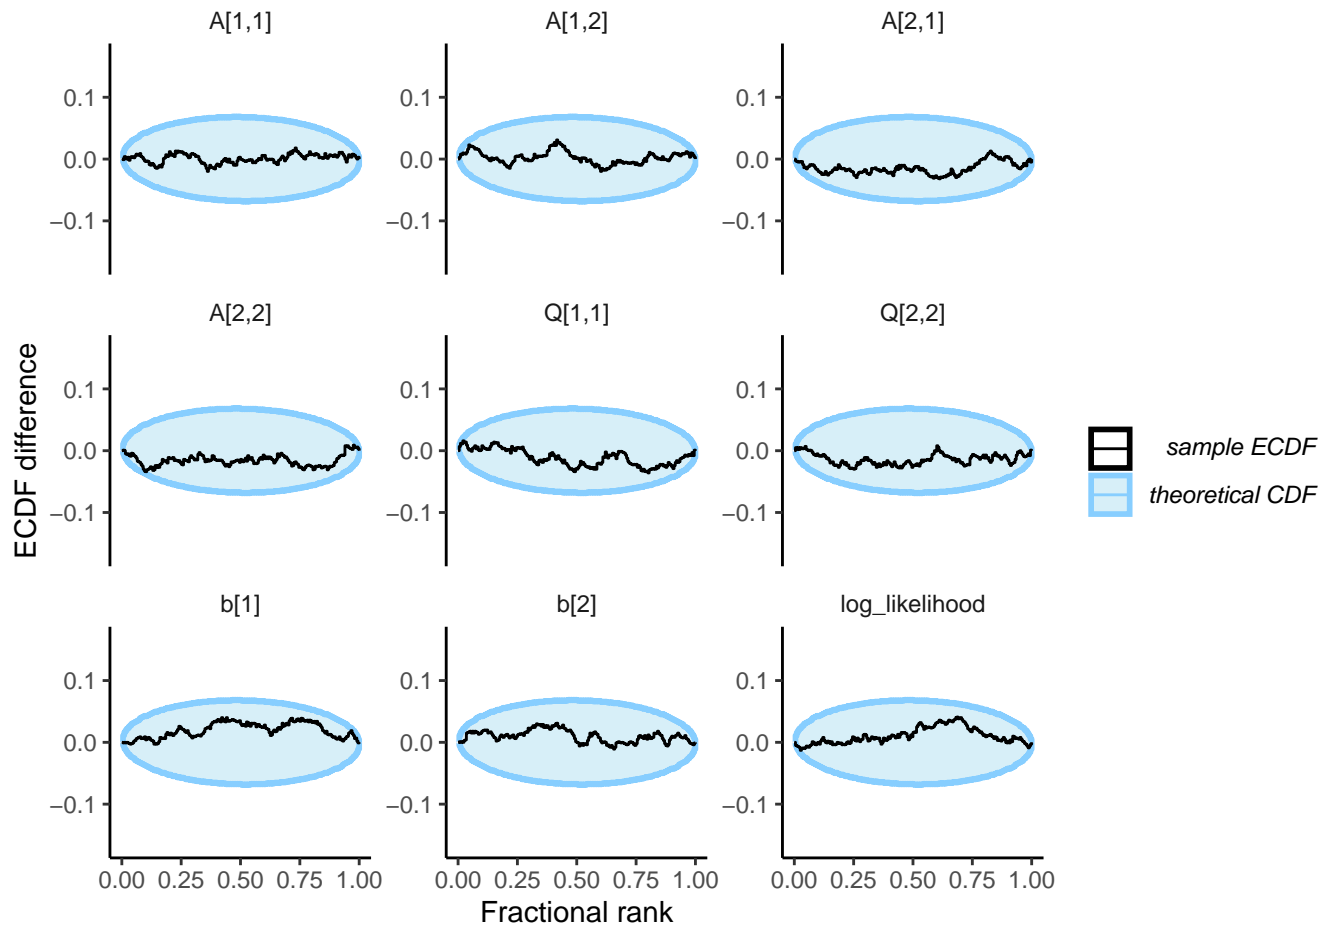 A[1,1] A[1,2] A[2,1]
0.1 0.1 0.1
0.0 0.0 0.0
−0.1 −0.1 −0.1
A[2,2] Q[1,1] Q[2,2]
0.1 0.1 0.1
0.0 0.0 0.0
−0.1 −0.1 −0.1
ECDF difference
sample ECDF
theoretical CDF
b[1] b[2] log_likelihood
0.1 0.1 0.1
0.0 0.0 0.0
−0.1 −0.1 −0.1
0.00 0.25 0.50 0.75 1.00 0.00 0.25 0.50 0.75 1.00 0.00 0.25 0.50 0.75 1.00
Fractional rank